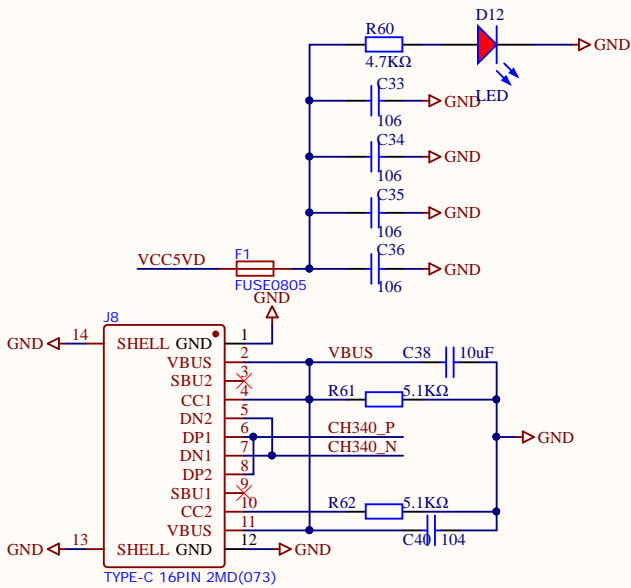 D12
R60
GND
4.7KΩ
C33
LED
GND
106
C34
GND
106
C35
GND
106
C36
VCC5VD
F1
GND
FUSE0805
106
GND
J8
GND
14
SHELL
GND
1
VBUS
2
VBUS
C38
10uF
SBU2
3
CC1
4
R61
5.1KΩ
DN2
5
DP1
6
CH340_P
GND
DN1
7
CH340_N
DP2
8
SBU1
9
CC2
10
R62
5.1KΩ
VBUS
11
C40
104
GND
13
SHELL
GND
12
GND
TYPE-C 16PIN 2MD(073)